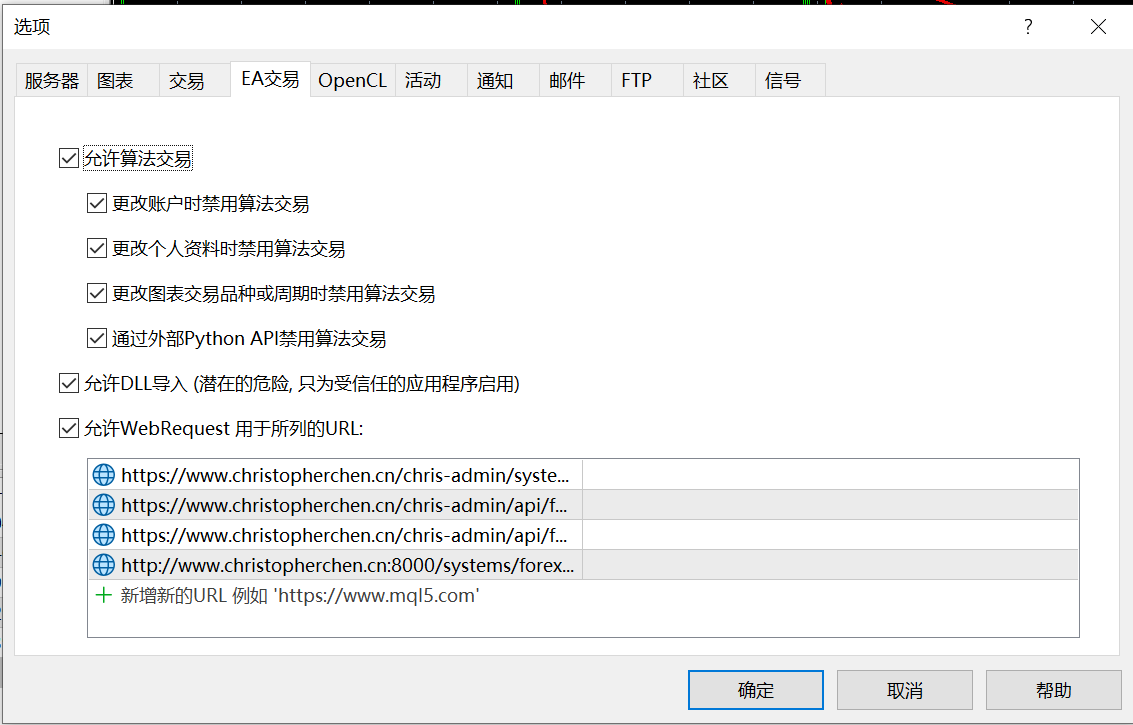 选项
服务器 图表 交易 EA交易 OpenCL 活动 通知 邮件 FTP 社区 信号
允许算法交易
更改账户时禁用算法交易
更改个人资料时禁用算法交易
更改图表交易品种或周期时禁用算法交易
通过外部Python API禁用算法交易
允许DLL导入 (潜在的危险, 只为受信任的应用程序启用)
允许WebRequest 用于所列的URL:
https://www.christopherchen.cn/chris-admin/syste...
https://www.christopherchen.cn/chris-admin/api/f...
https://www.christopherchen.cn/chris-admin/api/f...
http://www.christopherchen.cn:8000/systems/forex...
新增新的URL 例如 'https://www.mql5.com'
确定 取消 帮助